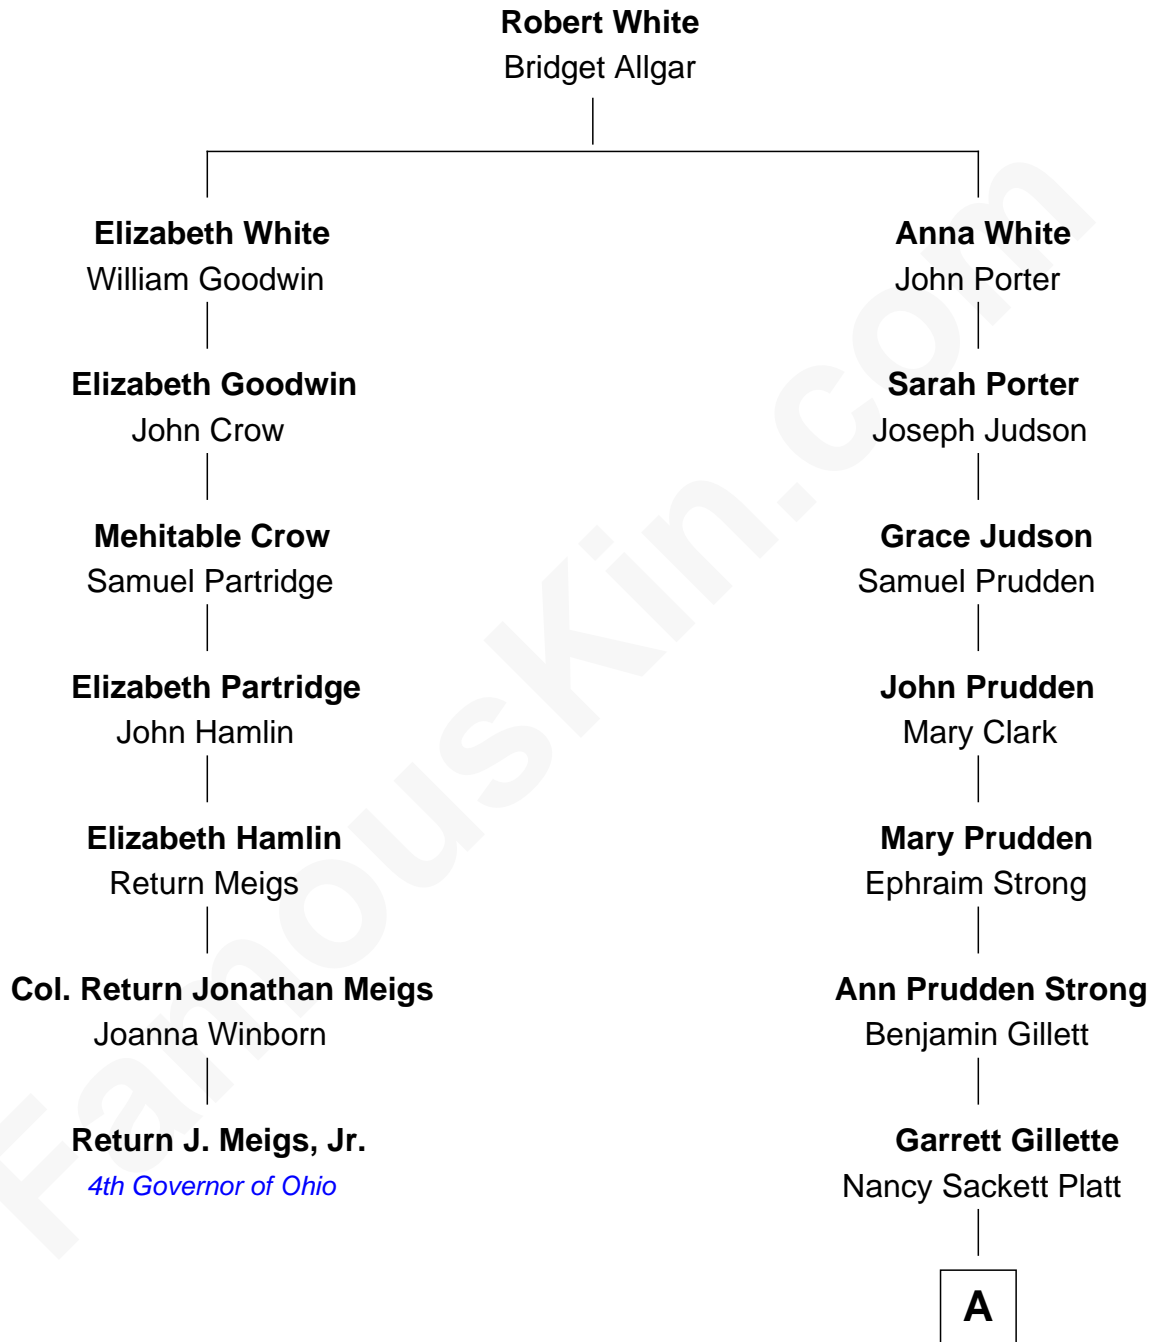 Robert White
Bridget Allgar
Elizabeth White
William Goodwin
Anna White
John Porter
Elizabeth Goodwin
John Crow
Sarah Porter
Joseph Judson
Mehitable Crow
Samuel Partridge
Grace Judson
Samuel Prudden
Elizabeth Partridge
John Hamlin
John Prudden
Mary Clark
Elizabeth Hamlin
Return Meigs
Mary Prudden
Ephraim Strong
Col. Return Jonathan Meigs
Joanna Winborn
Ann Prudden Strong
Benjamin Gillett
Return J. Meigs, Jr.
4th Governor of Ohio
Garrett Gillette
Nancy Sackett Platt
A
FamousKin.com